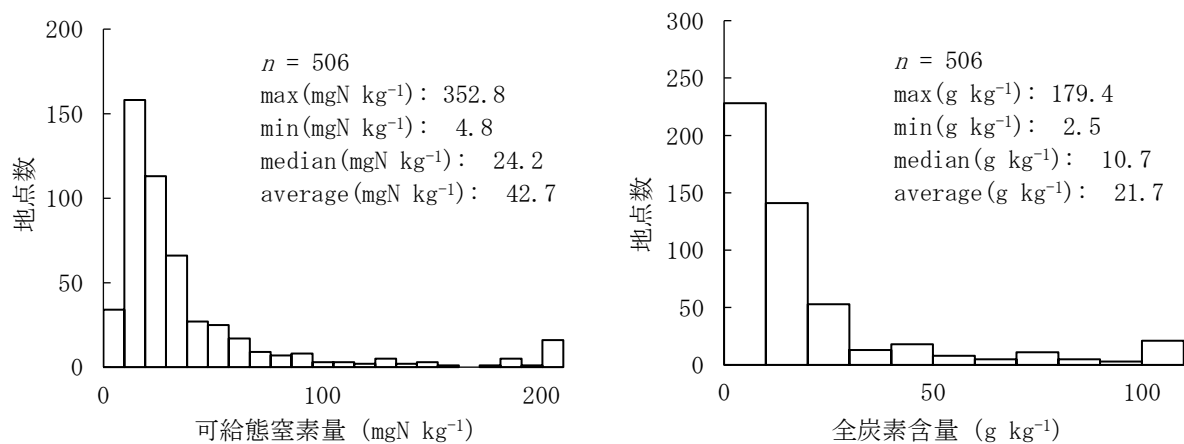 200
150
100
50
0
地点数
n = 506
max(mgN kg⁻¹): 352.8
min(mgN kg⁻¹): 4.8
median(mgN kg⁻¹): 24.2
average(mgN kg⁻¹): 42.7
0 100 200
可給態窒素量 (mgN kg⁻¹)
300
250
200
150
100
50
0
地点数
n = 506
max(g kg⁻¹): 179.4
min(g kg⁻¹): 2.5
median(g kg⁻¹): 10.7
average(g kg⁻¹): 21.7
0 50 100
全炭素含量 (g kg⁻¹)